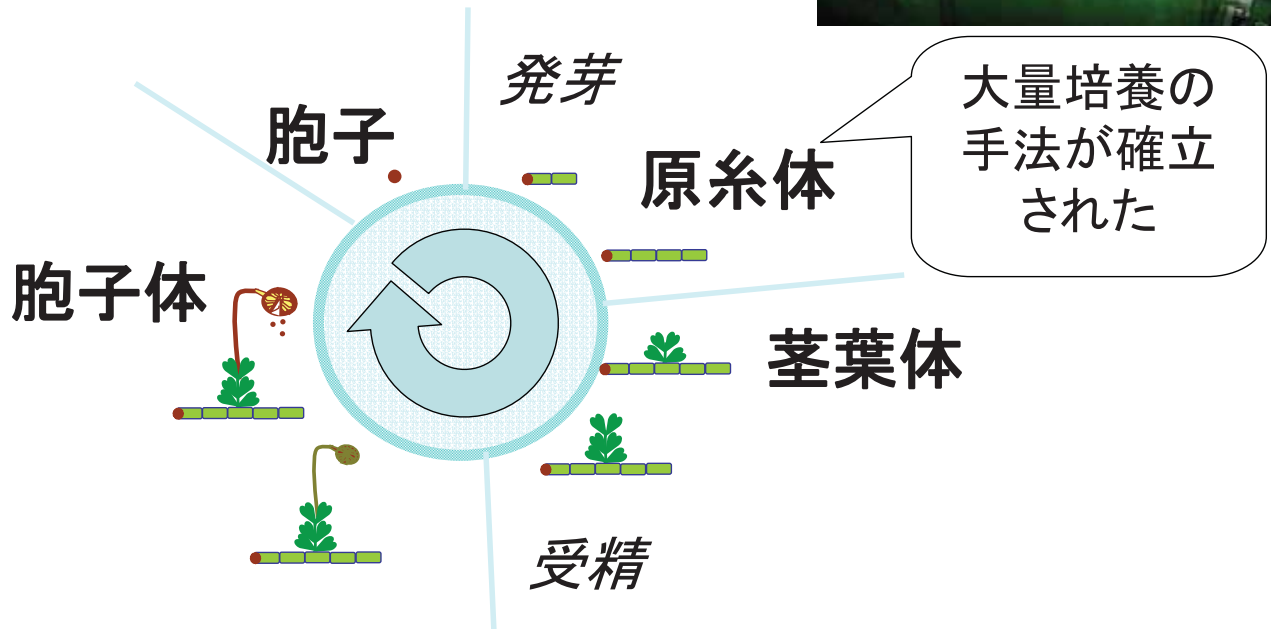 発芽
胞子
原糸体
大量培養の
手法が確立
された
胞子体
茎葉体
受精